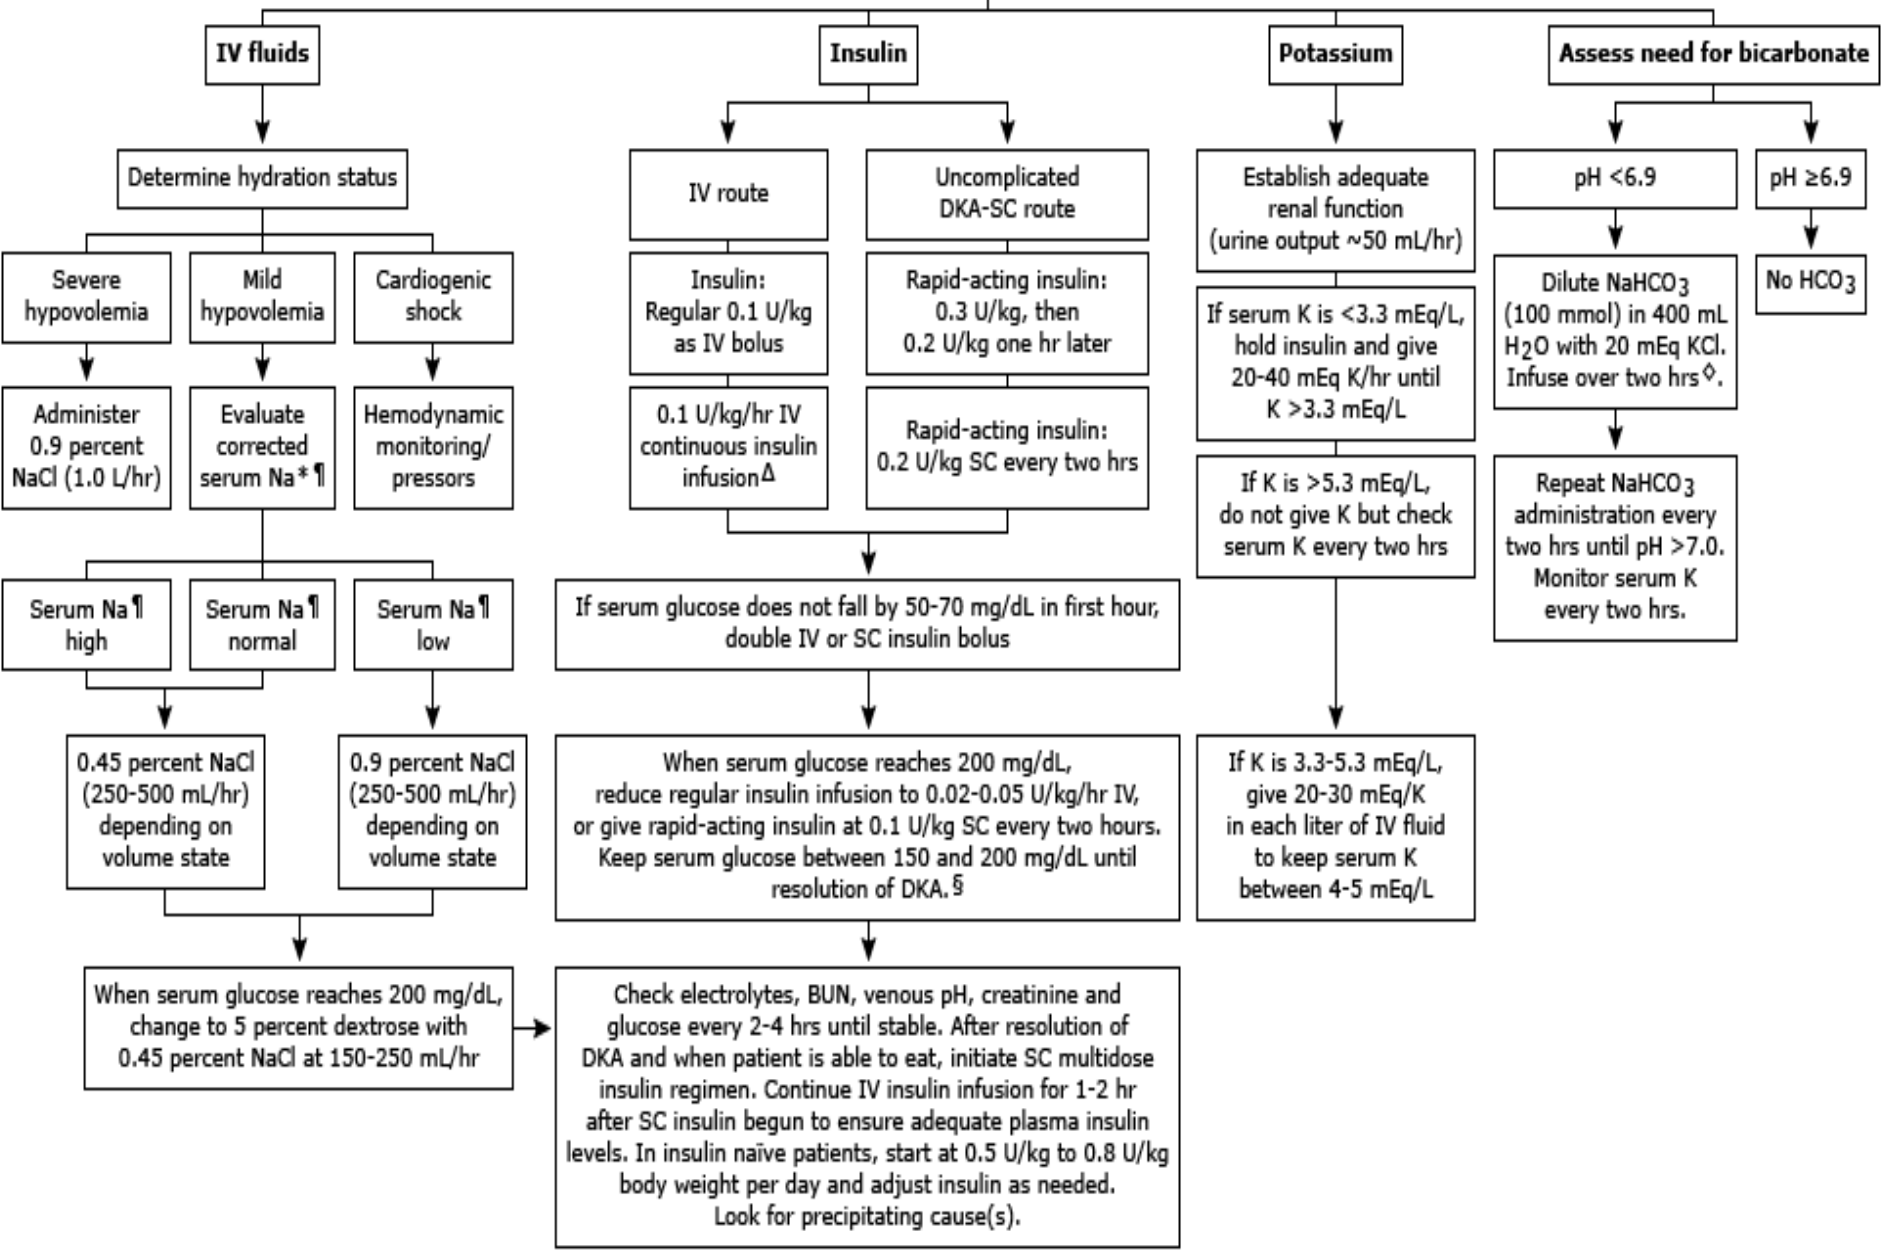 IV fluids
Determine hydration status
Severe
hypovolemia
Mild
hypovolemia
Cardiogenic
shock
Administer
0.9 percent
NaCl (1.0 L/hr)
Evaluate
corrected
serum Na*¶
Hemodynamic
monitoring/
pressors
Serum Na¶
high
Serum Na¶
normal
Serum Na¶
low
0.45 percent NaCl
(250-500 mL/hr)
depending on
volume state
0.9 percent NaCl
(250-500 mL/hr)
depending on
volume state
When serum glucose reaches 200 mg/dL,
change to 5 percent dextrose with
0.45 percent NaCl at 150-250 mL/hr
Insulin
IV route
Insulin:
Regular 0.1 U/kg
as IV bolus
0.1 U/kg/hr IV
continuous insulin
infusionΔ
Uncomplicated
DKA-SC route
Rapid-acting insulin:
0.3 U/kg, then
0.2 U/kg one hr later
Rapid-acting insulin:
0.2 U/kg SC every two hrs
If serum glucose does not fall by 50-70 mg/dL in first hour,
double IV or SC insulin bolus
When serum glucose reaches 200 mg/dL,
reduce regular insulin infusion to 0.02-0.05 U/kg/hr IV,
or give rapid-acting insulin at 0.1 U/kg SC every two hours.
Keep serum glucose between 150 and 200 mg/dL until
resolution of DKA.§
Check electrolytes, BUN, venous pH, creatinine and
glucose every 2-4 hrs until stable. After resolution of
DKA and when patient is able to eat, initiate SC multidose
insulin regimen. Continue IV insulin infusion for 1-2 hr
after SC insulin begun to ensure adequate plasma insulin
levels. In insulin naïve patients, start at 0.5 U/kg to 0.8 U/kg
body weight per day and adjust insulin as needed.
Look for precipitating cause(s).
Potassium
Establish adequate
renal function
(urine output ~50 mL/hr)
If serum K is <3.3 mEq/L,
hold insulin and give
20-40 mEq K/hr until
K >3.3 mEq/L
If K is >5.3 mEq/L,
do not give K but check
serum K every two hrs
If K is 3.3-5.3 mEq/L,
give 20-30 mEq/K
in each liter of IV fluid
to keep serum K
between 4-5 mEq/L
Assess need for bicarbonate
pH <6.9
Dilute NaHCO3
(100 mmol) in 400 mL
H2O with 20 mEq KCl.
Infuse over two hrs◊.
Repeat NaHCO3
administration every
two hrs until pH >7.0.
Monitor serum K
every two hrs.
pH ≥6.9
No HCO3